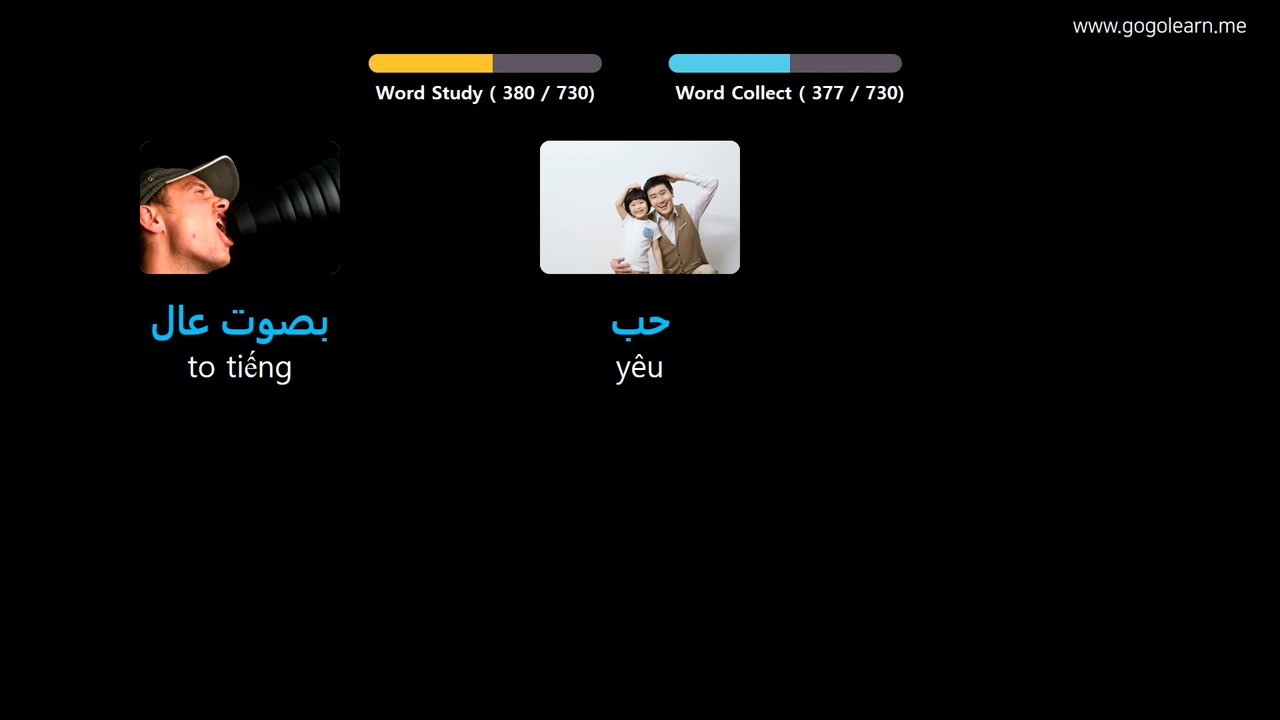 www.gogolearn.me
Word Study ( 380 / 730)
Word Collect ( 377 / 730)
بصوت عال
to tiếng
حب
yêu